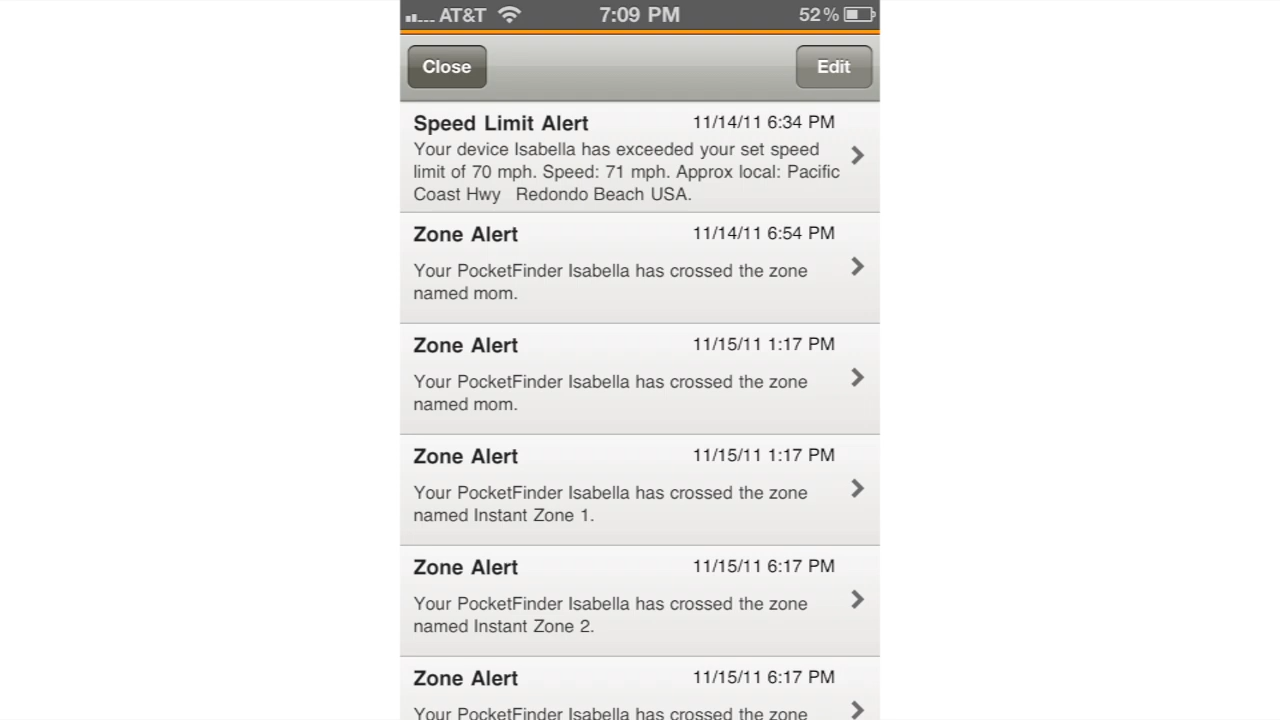 AT&T 7:09 PM 52%
Close Edit
Speed Limit Alert 11/14/11 6:34 PM
Your device Isabella has exceeded your set speed
limit of 70 mph. Speed: 71 mph. Approx local: Pacific
Coast Hwy Redondo Beach USA.
Zone Alert 11/14/11 6:54 PM
Your PocketFinder Isabella has crossed the zone
named mom.
Zone Alert 11/15/11 1:17 PM
Your PocketFinder Isabella has crossed the zone
named mom.
Zone Alert 11/15/11 1:17 PM
Your PocketFinder Isabella has crossed the zone
named Instant Zone 1.
Zone Alert 11/15/11 6:17 PM
Your PocketFinder Isabella has crossed the zone
named Instant Zone 2.
Zone Alert 11/15/11 6:17 PM
Your PocketFinder Isabella has crossed the zone